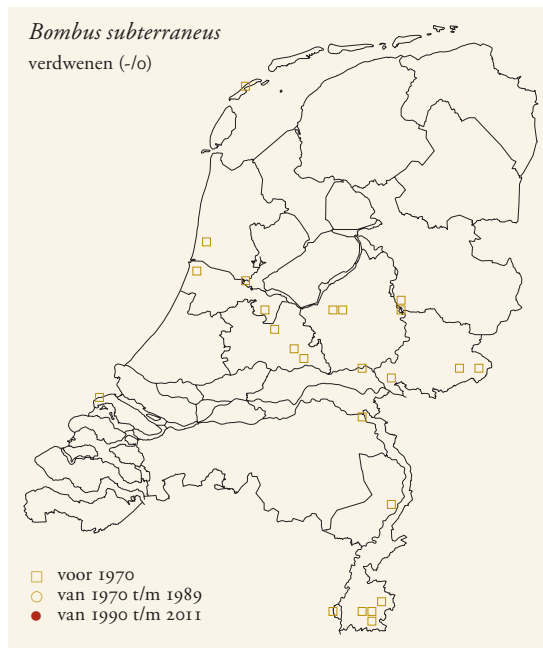 Bombus subterraneus
verdwenen (-/0)
voor 1970
van 1970 t/m 1989
van 1990 t/m 2011